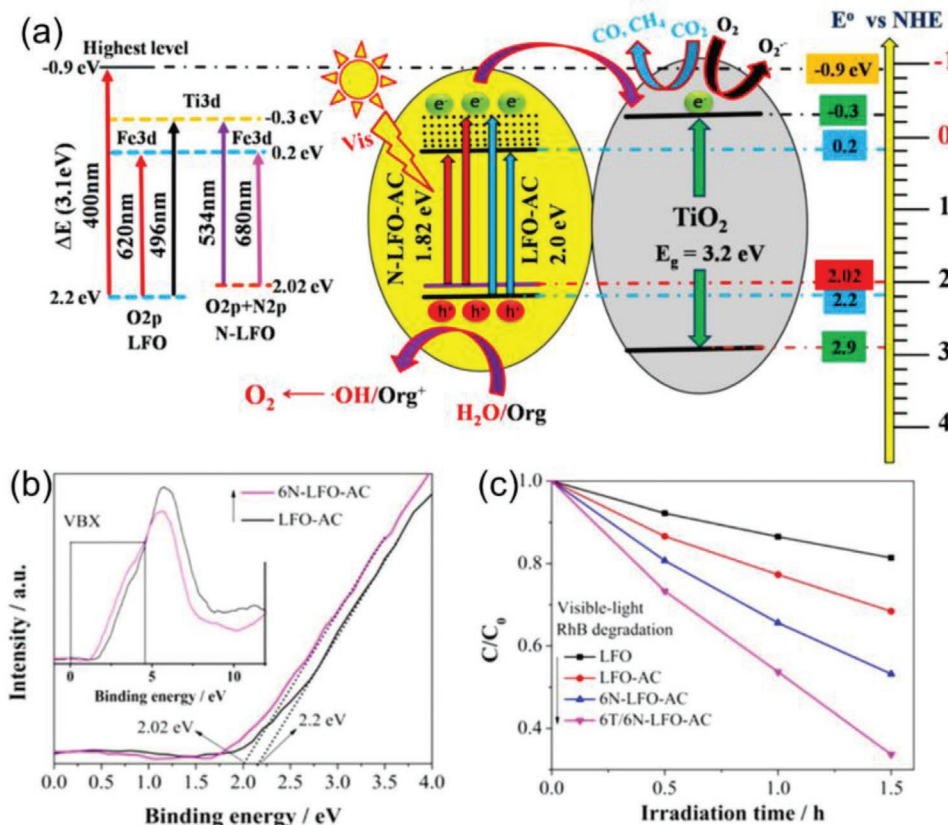 (a)
Highest level
-0.9 eV
Ti3d
-0.3 eV
Fe3d
Fe3d
0.2 eV
ΔE (3.1eV)
400nm
620nm
496nm
534nm
680nm
2.2 eV
2.02 eV
O2p
LFO
O2p+N2p
N-LFO
Vis
e⁻ e⁻ e⁻
N-LFO-AC
1.82 eV
LFO-AC
2.0 eV
h⁺ h⁺ h⁺
O₂ ← ·OH/Org⁺
H₂O/Org
CO, CH₄
CO₂
O₂
O₂·⁻
e⁻
TiO₂
E_g = 3.2 eV
E° vs NHE
-0.9 eV
-0.3
0.2
2.02
2.2
2.9
-1
0
1
2
3
4
(b)
6N-LFO-AC
LFO-AC
VBX
0 5 10
Binding energy / eV
2.02 eV
2.2 eV
Intensity / a.u.
0.0 0.5 1.0 1.5 2.0 2.5 3.0 3.5 4.0
Binding energy / eV
(c)
1.0
0.8
0.6
0.4
C/C₀
Visible-light
RhB degradation
LFO
LFO-AC
6N-LFO-AC
6T/6N-LFO-AC
0.0 0.5 1.0 1.5
Irradiation time / h